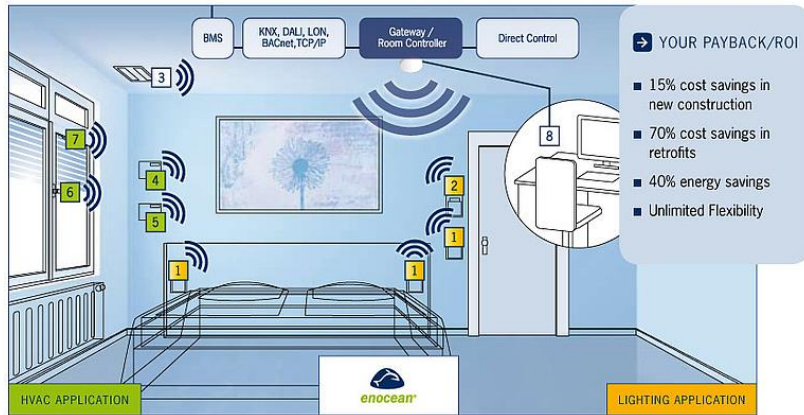 BMS
KNX, DALI, LON,
BACnet,TCP/IP
Gateway /
Room Controller
Direct Control
YOUR PAYBACK/ROI
15% cost savings in
new construction
70% cost savings in
retrofits
40% energy savings
Unlimited Flexibility
3
8
7
6
4
5
2
1
1
1
HVAC APPLICATION
enocean®
LIGHTING APPLICATION